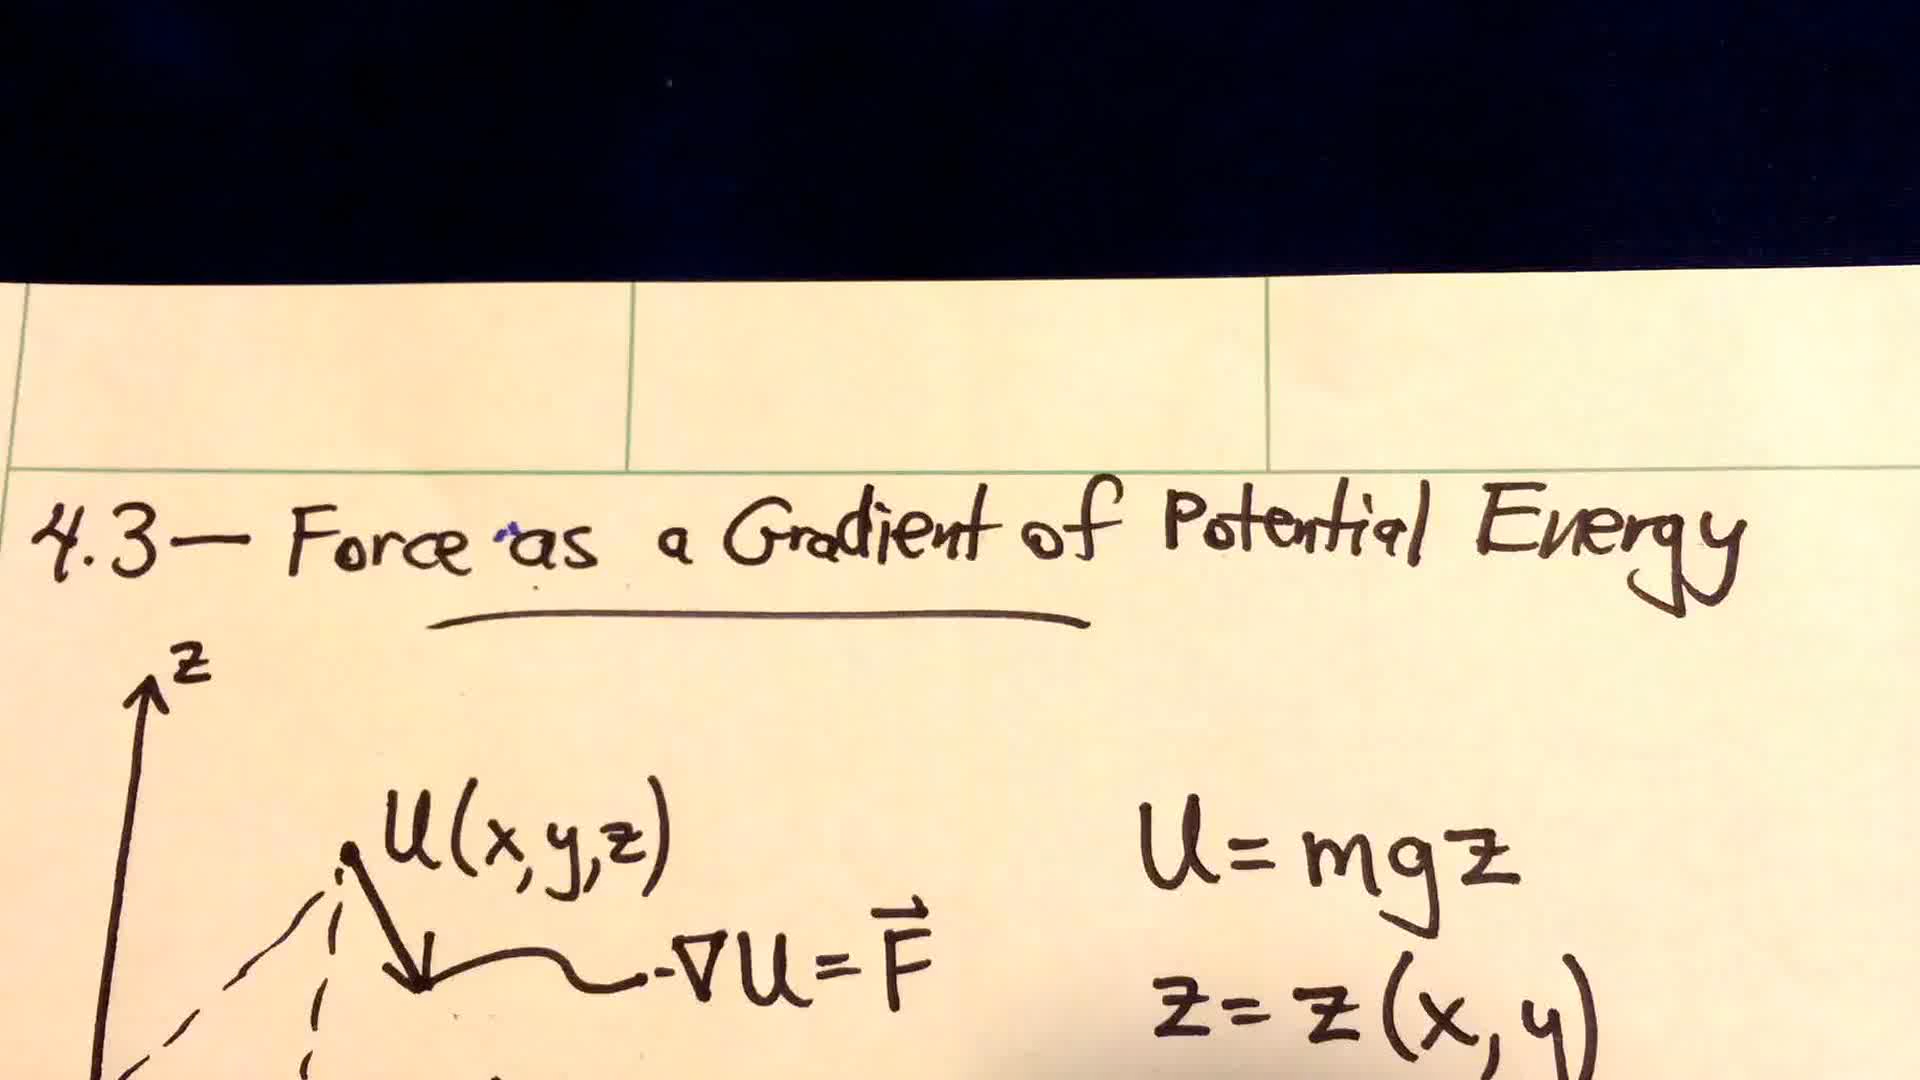 4.3 — Force as a Gradient of Potential Energy
z
U(x,y,z)
-∇U = F⃗
U = mgz
z = z(x,y)